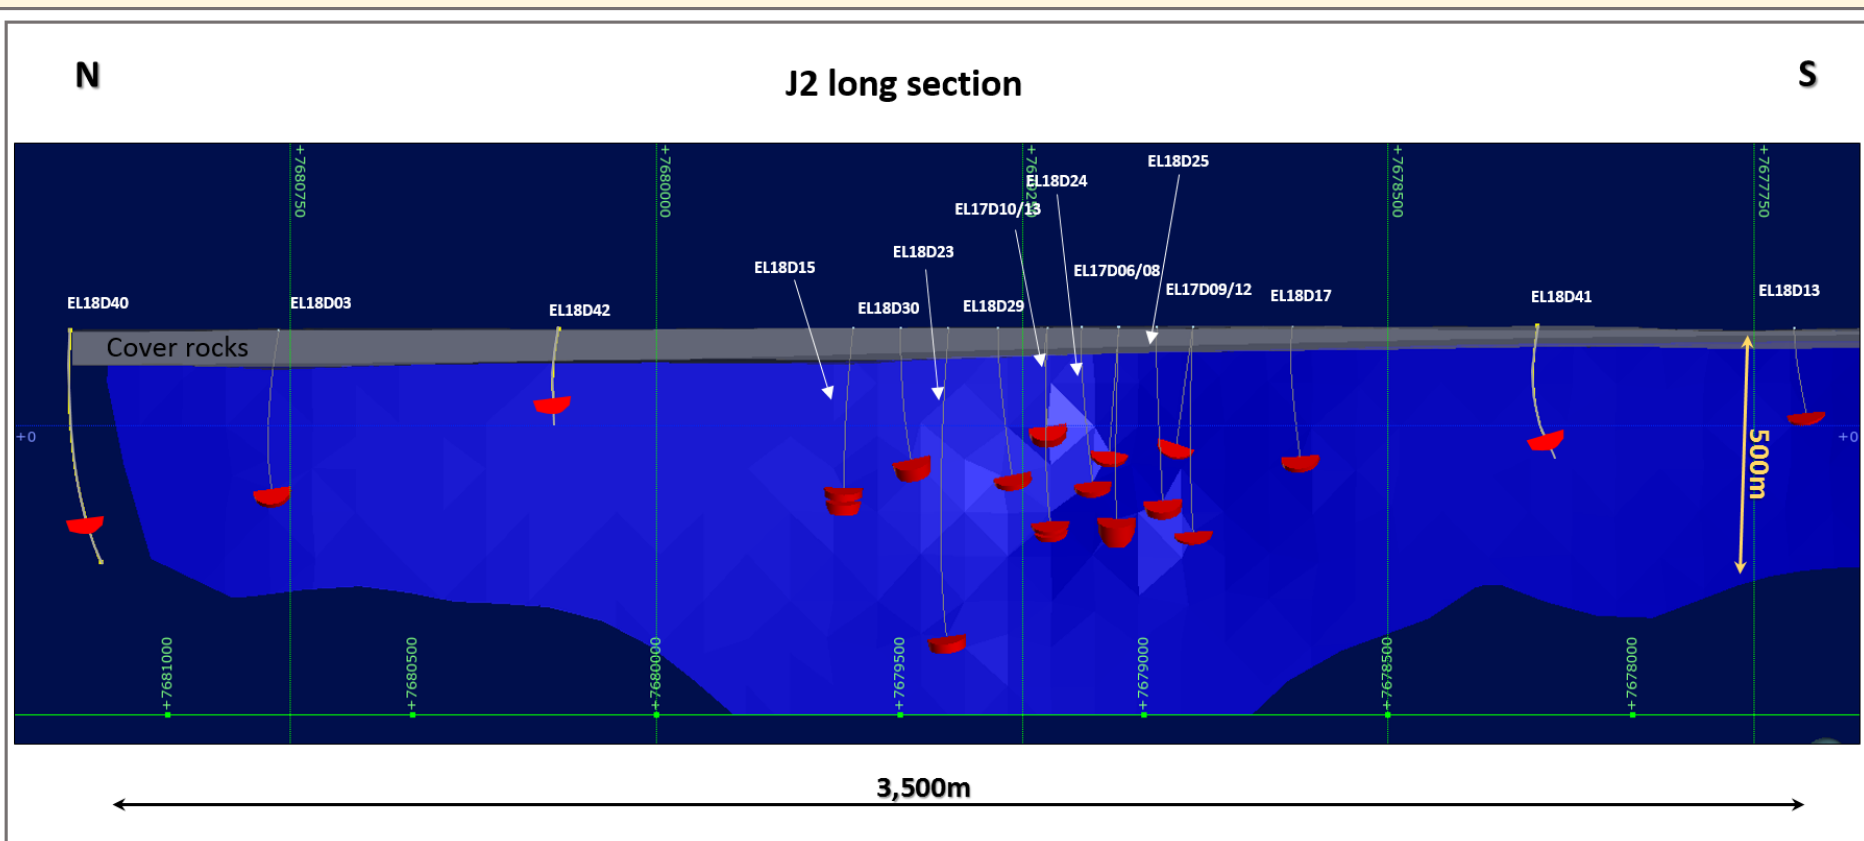 N
J2 long section
S
+7680750
+7680000
+7679250
+7678500
+7677750
EL18D25
EL18D24
EL17D10/13
EL18D23
EL18D15
EL17D06/08
EL17D09/12
EL18D17
EL18D41
EL18D13
EL18D40
EL18D03
EL18D42
EL18D30
EL18D29
Cover rocks
+0
+0
500m
+7681000
+7680500
+7680000
+7679500
+7679000
+7678500
+7678000
3,500m